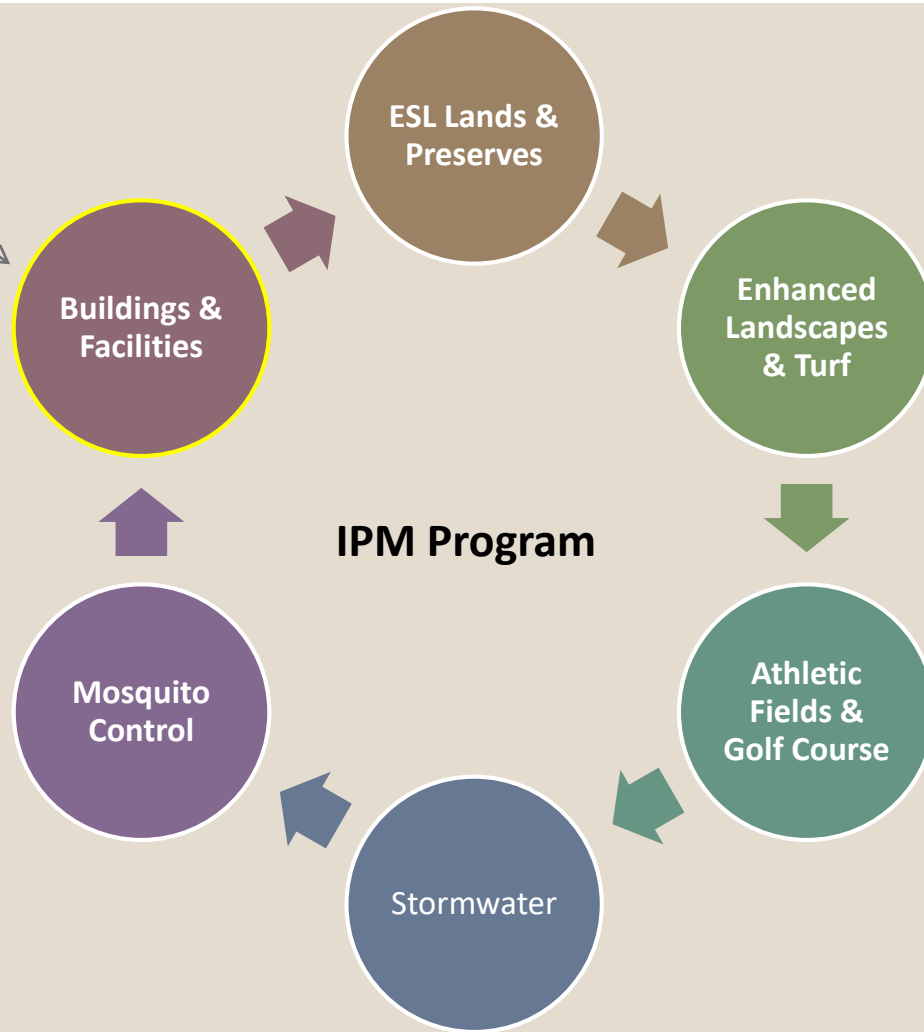 ESL Lands &
Preserves
Enhanced
Landscapes
& Turf
Athletic
Fields &
Golf Course
Stormwater
Mosquito
Control
Buildings &
Facilities
IPM Program